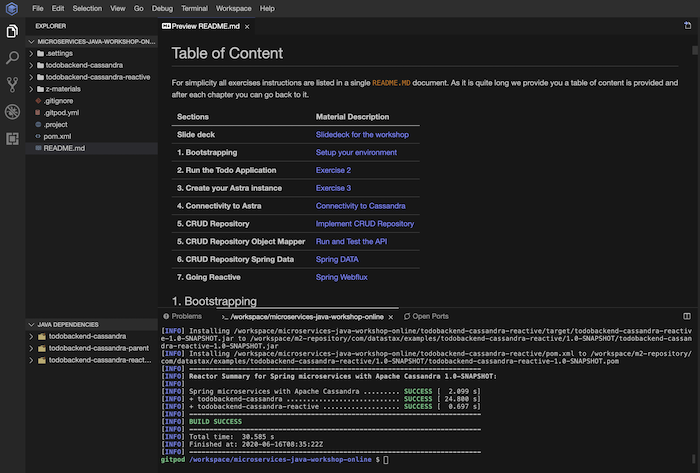 File Edit Selection View Go Debug Terminal Workspace Help
EXPLORER
Preview README.md ×
MICROSERVICES-JAVA-WORKSHOP-ON...
.settings
todobackend-cassandra
todobackend-cassandra-reactive
z-materials
.gitignore
.gitpod.yml
.project
pom.xml
README.md
Table of Content
For simplicity all exercises instructions are listed in a single README.MD document. As it is quite long we provide you a table of content is provided and
after each chapter you can go back to it.
Sections Material Description
Slide deck Slidedeck for the workshop
1. Bootstrapping Setup your environment
2. Run the Todo Application Exercise 2
3. Create your Astra instance Exercise 3
4. Connectivity to Astra Connectivity to Cassandra
5. CRUD Repository Implement CRUD Repository
5. CRUD Repository Object Mapper Run and Test the API
6. CRUD Repository Spring Data Spring DATA
7. Going Reactive Spring Webflux
1. Bootstrapping
JAVA DEPENDENCIES
todobackend-cassandra
todobackend-cassandra-parent
todobackend-cassandra-react...
Problems >_ /workspace/microservices-java-workshop-online × Open Ports
[INFO] Installing /workspace/microservices-java-workshop-online/todobackend-cassandra-reactive/target/todobackend-cassandra-reactiv
e-1.0-SNAPSHOT.jar to /workspace/m2-repository/com/datastax/examples/todobackend-cassandra-reactive/1.0-SNAPSHOT/todobackend-cassan
dra-reactive-1.0-SNAPSHOT.jar
[INFO] Installing /workspace/microservices-java-workshop-online/todobackend-cassandra-reactive/pom.xml to /workspace/m2-repository/
com/datastax/examples/todobackend-cassandra-reactive/1.0-SNAPSHOT/todobackend-cassandra-reactive-1.0-SNAPSHOT.pom
[INFO] ------------------------------------------------------------------------
[INFO] Reactor Summary for Spring microservices with Apache Cassandra 1.0-SNAPSHOT:
[INFO]
[INFO] Spring microservices with Apache Cassandra ......... SUCCESS [ 2.099 s]
[INFO] + todobackend-cassandra ............................ SUCCESS [ 24.800 s]
[INFO] + todobackend-cassandra-reactive ................... SUCCESS [ 0.697 s]
[INFO] ------------------------------------------------------------------------
[INFO] BUILD SUCCESS
[INFO] ------------------------------------------------------------------------
[INFO] Total time: 30.585 s
[INFO] Finished at: 2020-06-16T08:35:22Z
[INFO] ------------------------------------------------------------------------
gitpod /workspace/microservices-java-workshop-online $